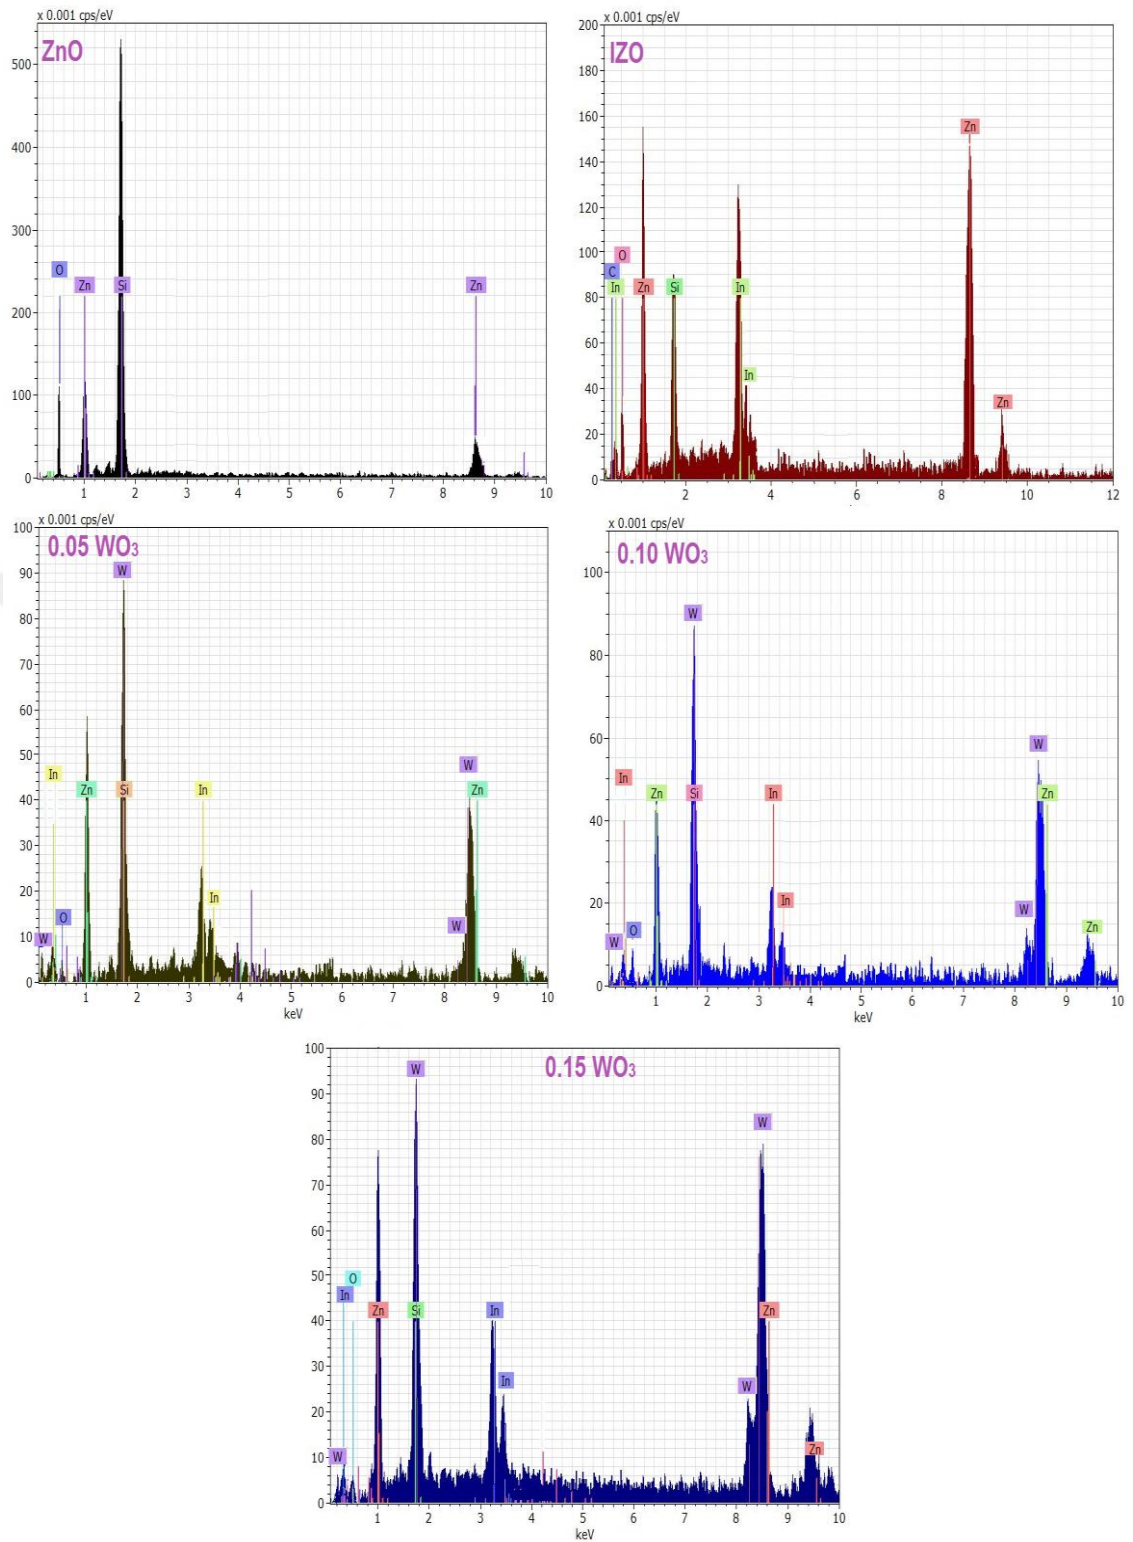 x 0.001 cps/eV
ZnO
500
400
300
200
100
0
O
Zn
Si
Zn
1 2 3 4 5 6 7 8 9 10
x 0.001 cps/eV
IZO
200
180
160
140
120
100
80
60
40
20
0
Zn
O
C
In
Zn
Si
In
In
Zn
2 4 6 8 10 12
x 0.001 cps/eV
0.05 WO₃
100
90
80
70
60
50
40
30
20
10
0
W
In
Zn
Si
In
W
Zn
O
W
In
W
1 2 3 4 5 6 7 8 9 10
keV
x 0.001 cps/eV
0.10 WO₃
100
80
60
40
20
0
W
W
In
Zn
Si
In
Zn
W
O
In
W
Zn
1 2 3 4 5 6 7 8 9 10
keV
0.15 WO₃
100
90
80
70
60
50
40
30
20
10
0
W
W
O
In
Zn
Si
In
Zn
In
W
W
Zn
1 2 3 4 5 6 7 8 9 10
keV